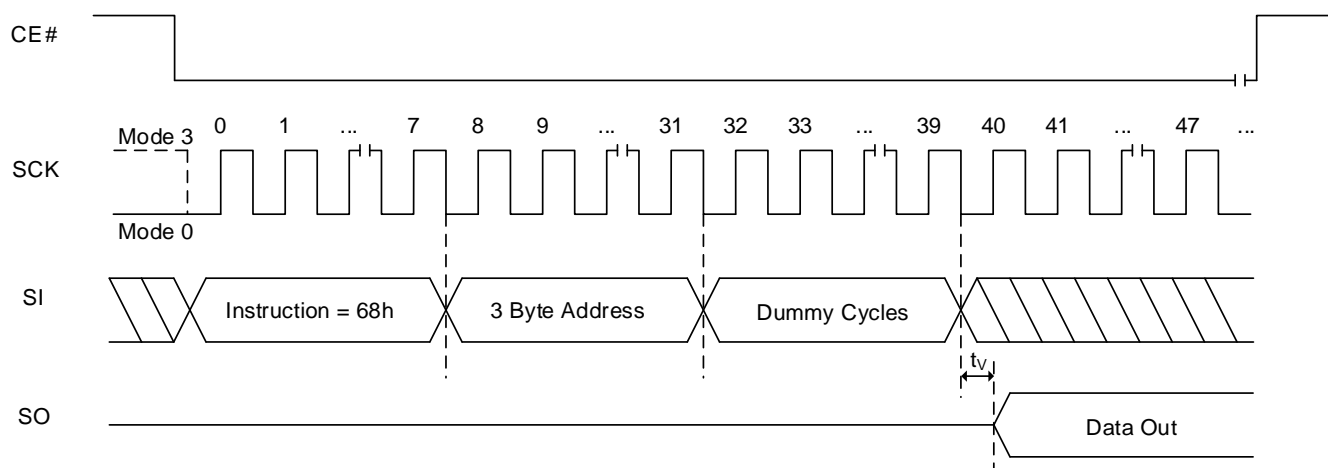 CE#
Mode 3 0 1 ... 7 8 9 ... 31 32 33 ... 39 40 41 ... 47 ...
SCK
Mode 0
SI Instruction = 68h 3 Byte Address Dummy Cycles
tV
SO Data Out